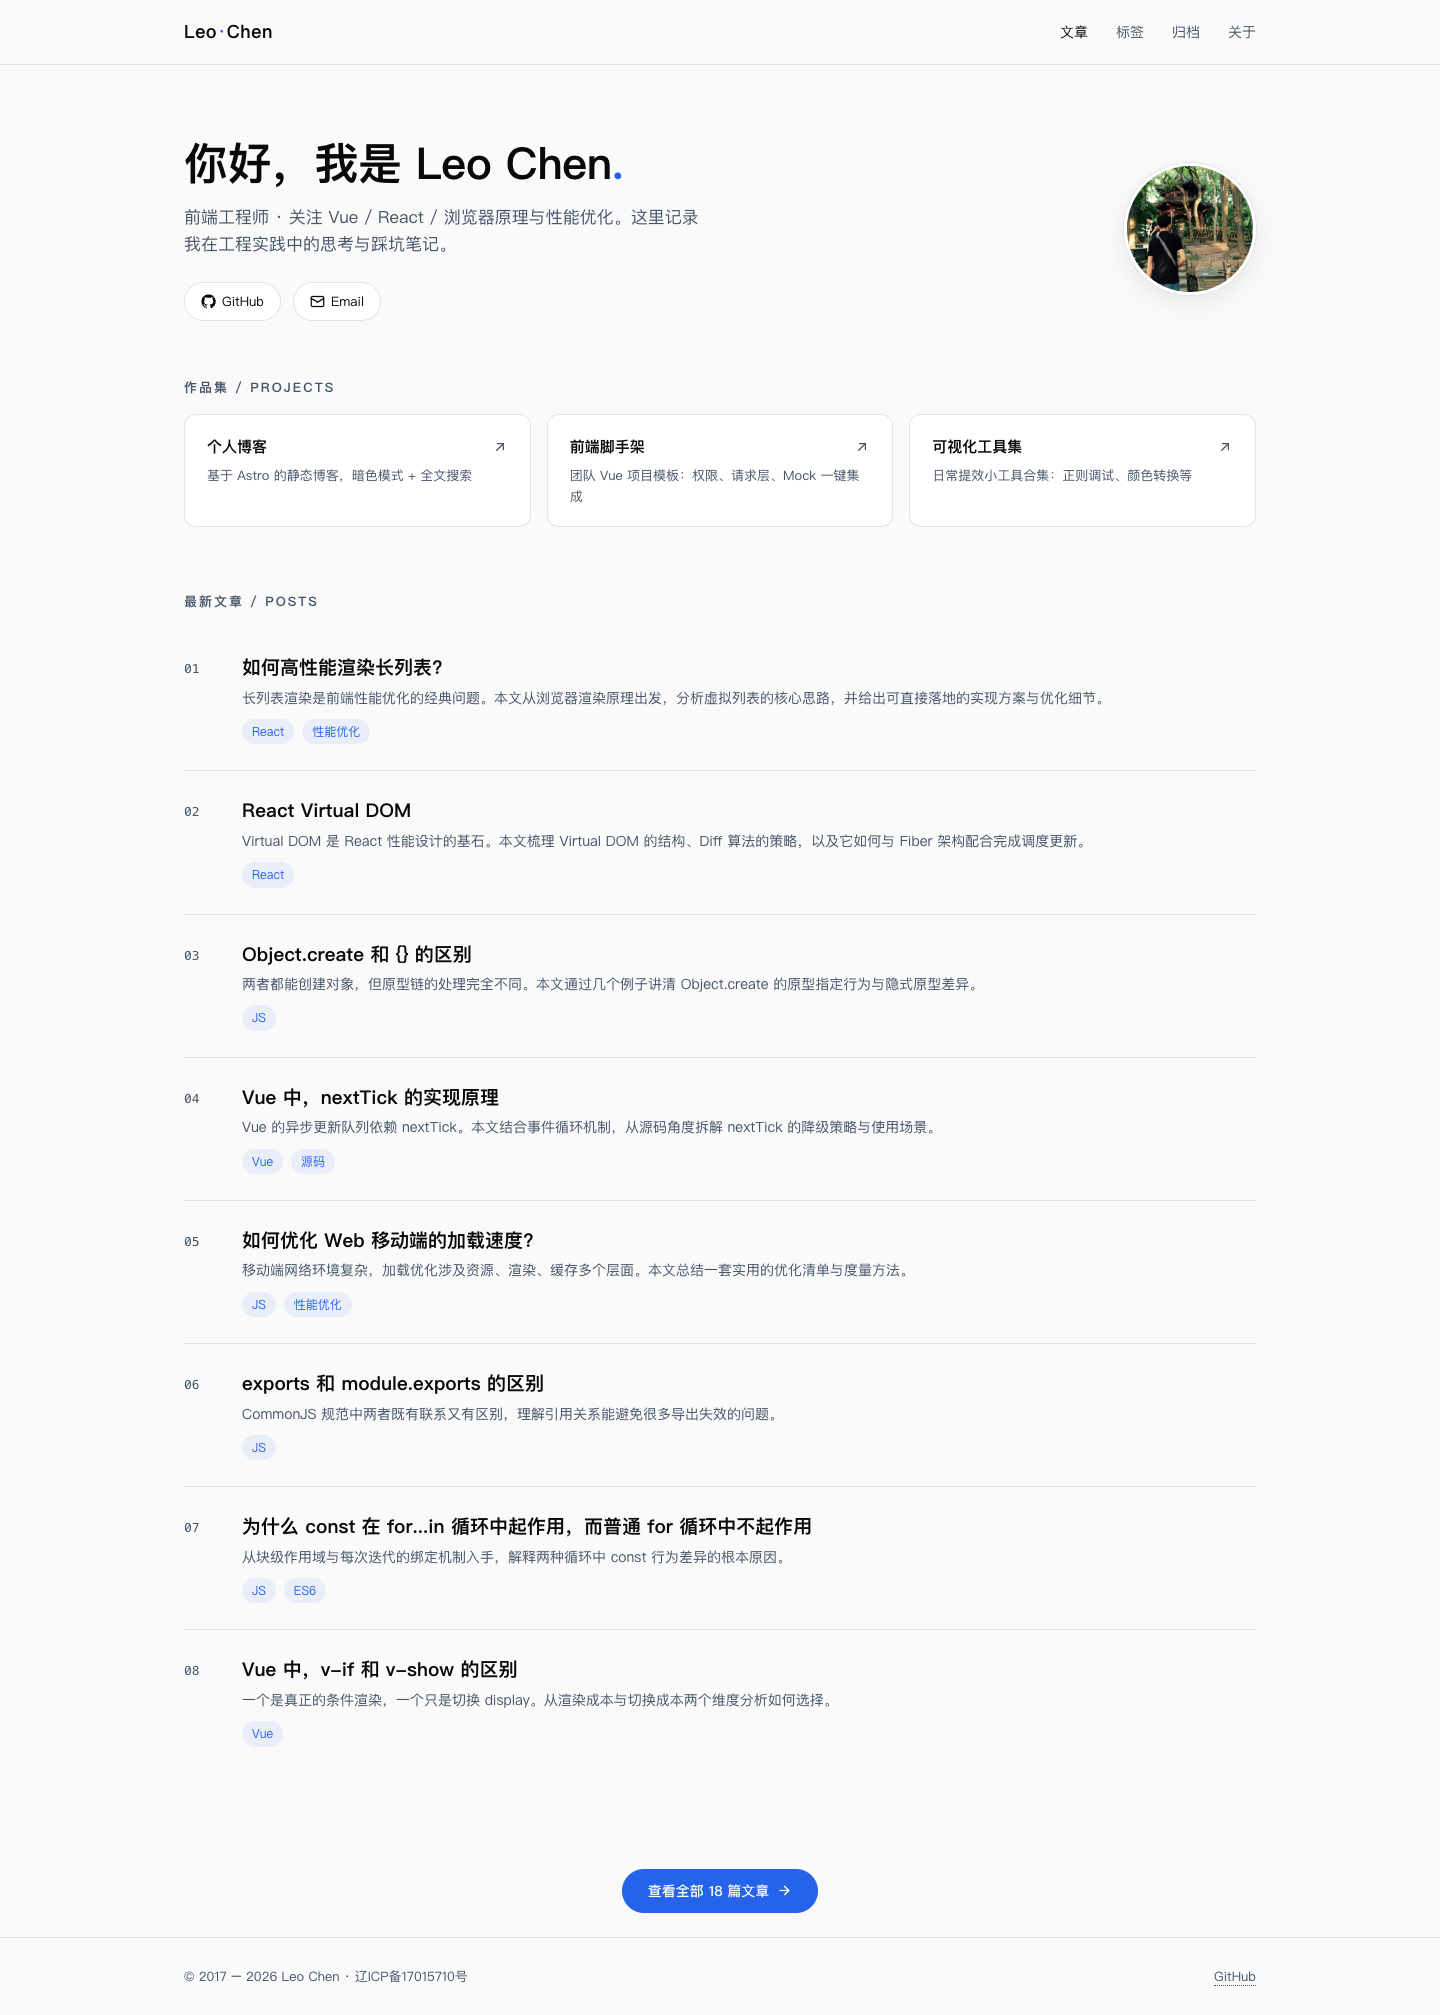 Leo·Chen
文章 标签 归档 关于
你好，我是 Leo Chen.
前端工程师 · 关注 Vue / React / 浏览器原理与性能优化。这里记录
我在工程实践中的思考与踩坑笔记。
GitHub Email
作品集 / PROJECTS
个人博客
基于 Astro 的静态博客，暗色模式 + 全文搜索
前端脚手架
团队 Vue 项目模板：权限、请求层、Mock 一键集
成
可视化工具集
日常提效小工具合集：正则调试、颜色转换等
最新文章 / POSTS
01 如何高性能渲染长列表？
长列表渲染是前端性能优化的经典问题。本文从浏览器渲染原理出发，分析虚拟列表的核心思路，并给出可直接落地的实现方案与优化细节。
React 性能优化
02 React Virtual DOM
Virtual DOM 是 React 性能设计的基石。本文梳理 Virtual DOM 的结构、Diff 算法的策略，以及它如何与 Fiber 架构配合完成调度更新。
React
03 Object.create 和 {} 的区别
两者都能创建对象，但原型链的处理完全不同。本文通过几个例子讲清 Object.create 的原型指定行为与隐式原型差异。
JS
04 Vue 中，nextTick 的实现原理
Vue 的异步更新队列依赖 nextTick。本文结合事件循环机制，从源码角度拆解 nextTick 的降级策略与使用场景。
Vue 源码
05 如何优化 Web 移动端的加载速度？
移动端网络环境复杂，加载优化涉及资源、渲染、缓存多个层面。本文总结一套实用的优化清单与度量方法。
JS 性能优化
06 exports 和 module.exports 的区别
CommonJS 规范中两者既有联系又有区别，理解引用关系能避免很多导出失效的问题。
JS
07 为什么 const 在 for...in 循环中起作用，而普通 for 循环中不起作用
从块级作用域与每次迭代的绑定机制入手，解释两种循环中 const 行为差异的根本原因。
JS ES6
08 Vue 中，v-if 和 v-show 的区别
一个是真正的条件渲染，一个只是切换 display。从渲染成本与切换成本两个维度分析如何选择。
Vue
查看全部 18 篇文章 →
© 2017 — 2026 Leo Chen · 辽ICP备17015710号
GitHub